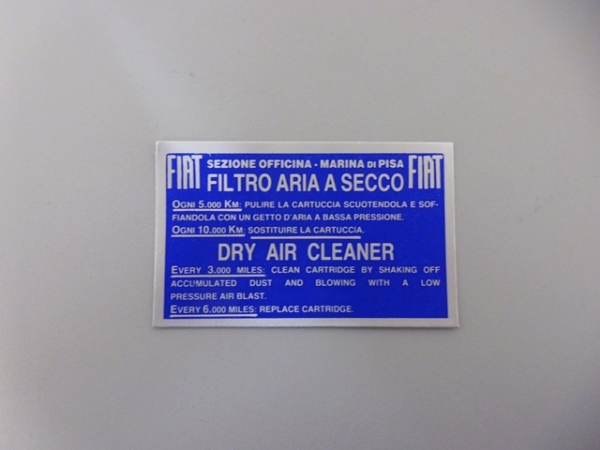 FIAT SEZIONE OFFICINA - MARINA DI PISA FIAT
FILTRO ARIA A SECCO
OGNI 5.000 KM: PULIRE LA CARTUCCIA SCUOTENDOLA E SOF-
FIANDOLA CON UN GETTO D'ARIA A BASSA PRESSIONE.
OGNI 10.000 KM: SOSTITUIRE LA CARTUCCIA.
DRY AIR CLEANER
EVERY 3.000 MILES: CLEAN CARTRIDGE BY SHAKING OFF
ACCUMULATED DUST AND BLOWING WITH A LOW
PRESSURE AIR BLAST.
EVERY 6.000 MILES: REPLACE CARTRIDGE.